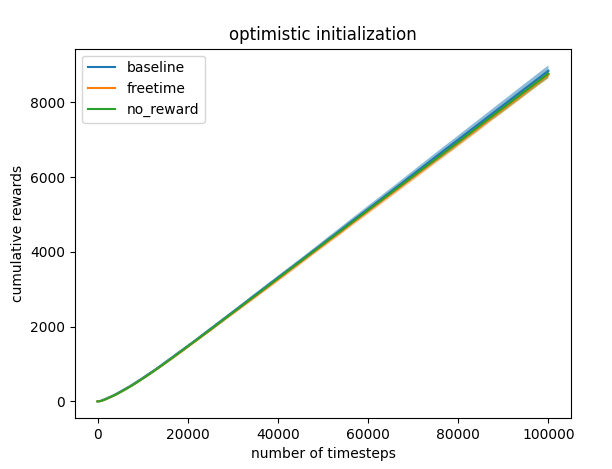 optimistic initialization
baseline
freetime
no_reward
8000
6000
4000
2000
0
cumulative rewards
0 20000 40000 60000 80000 100000
number of timesteps